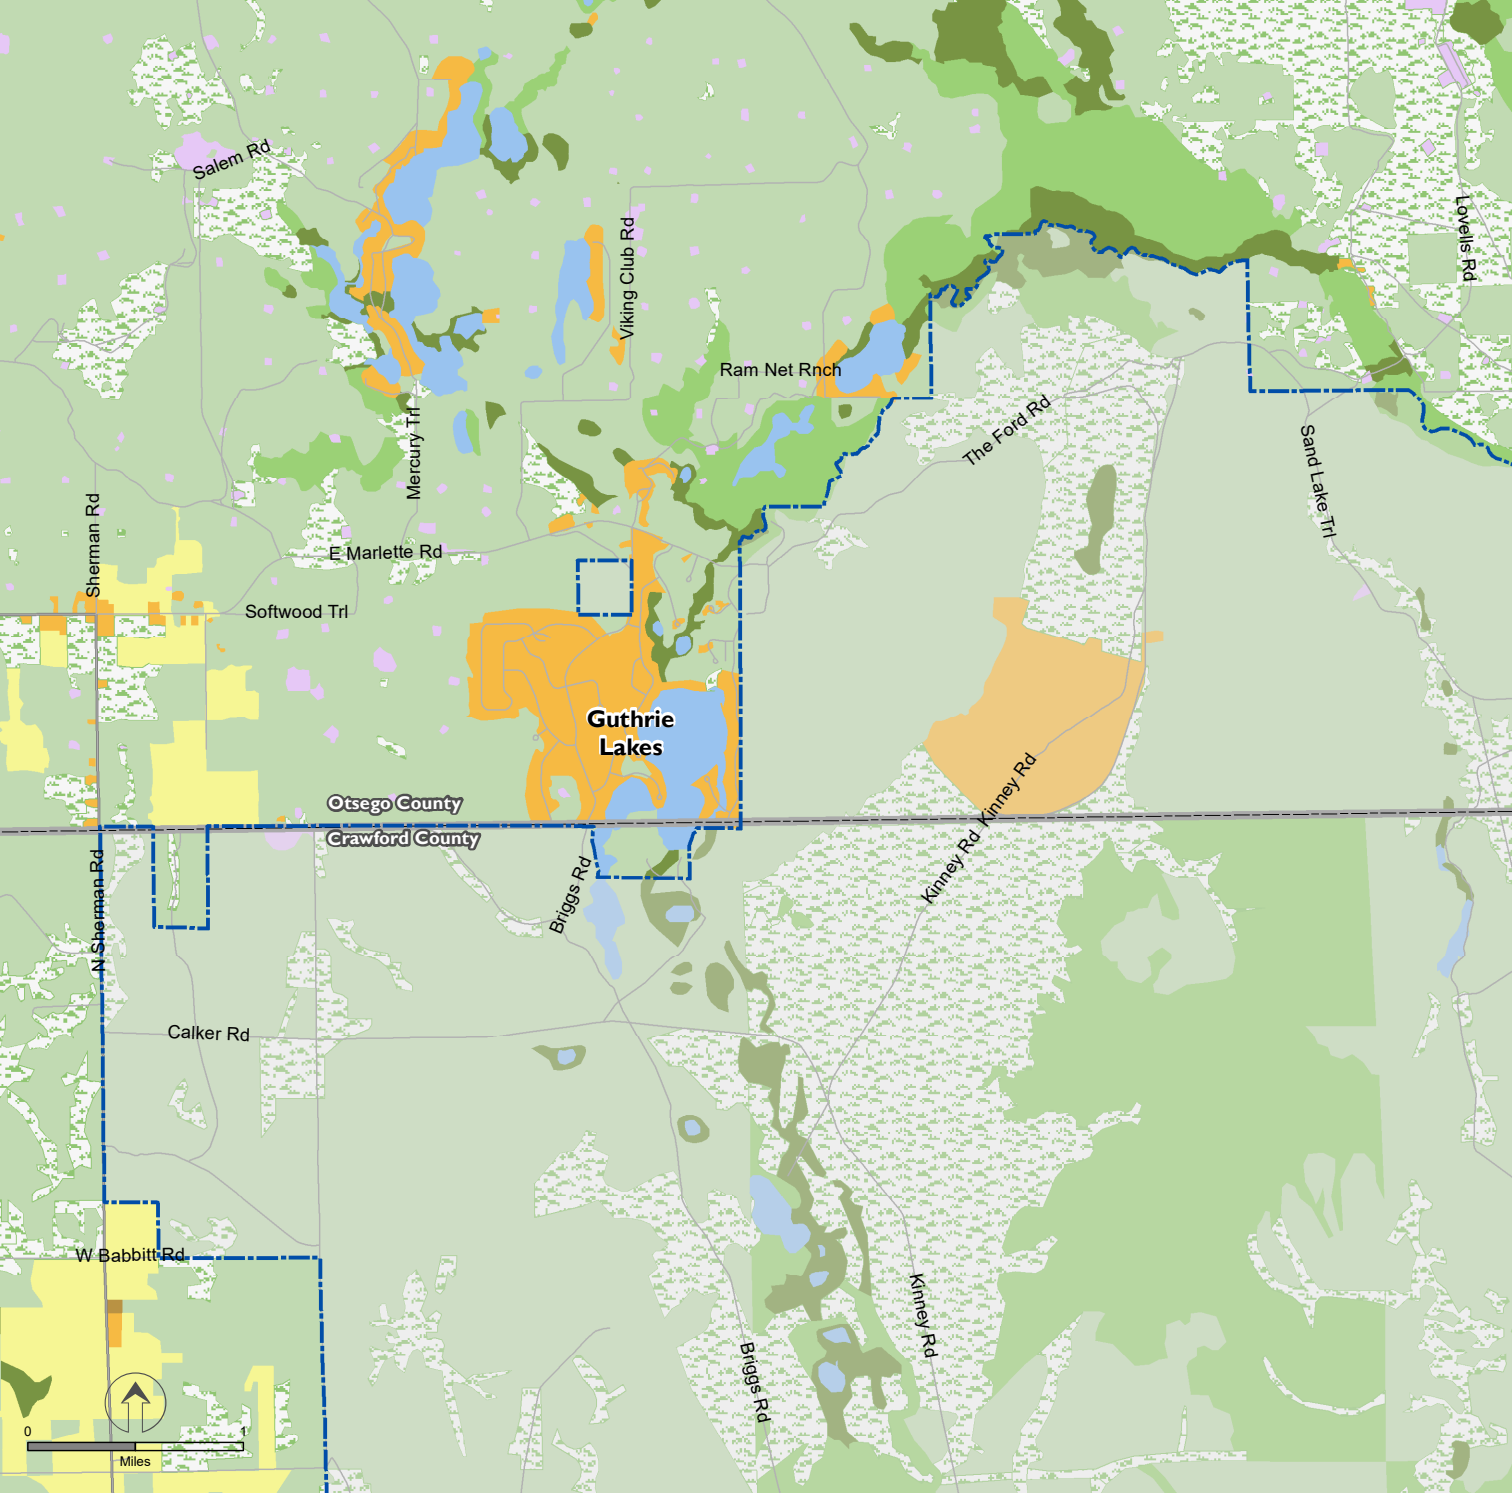 Salem Rd
Lovells Rd
Viking Club Rd
Ram Net Rnch
The Ford Rd
Mercury Trl
Sand Lake Trl
Sherman Rd
E Marlette Rd
Softwood Trl
Guthrie
Lakes
Kinney Rd
Otsego County
Crawford County
Kinney Rd
Briggs Rd
N Sherman Rd
Calker Rd
W Babbitt Rd
Kinney Rd
Briggs Rd
0 1
Miles